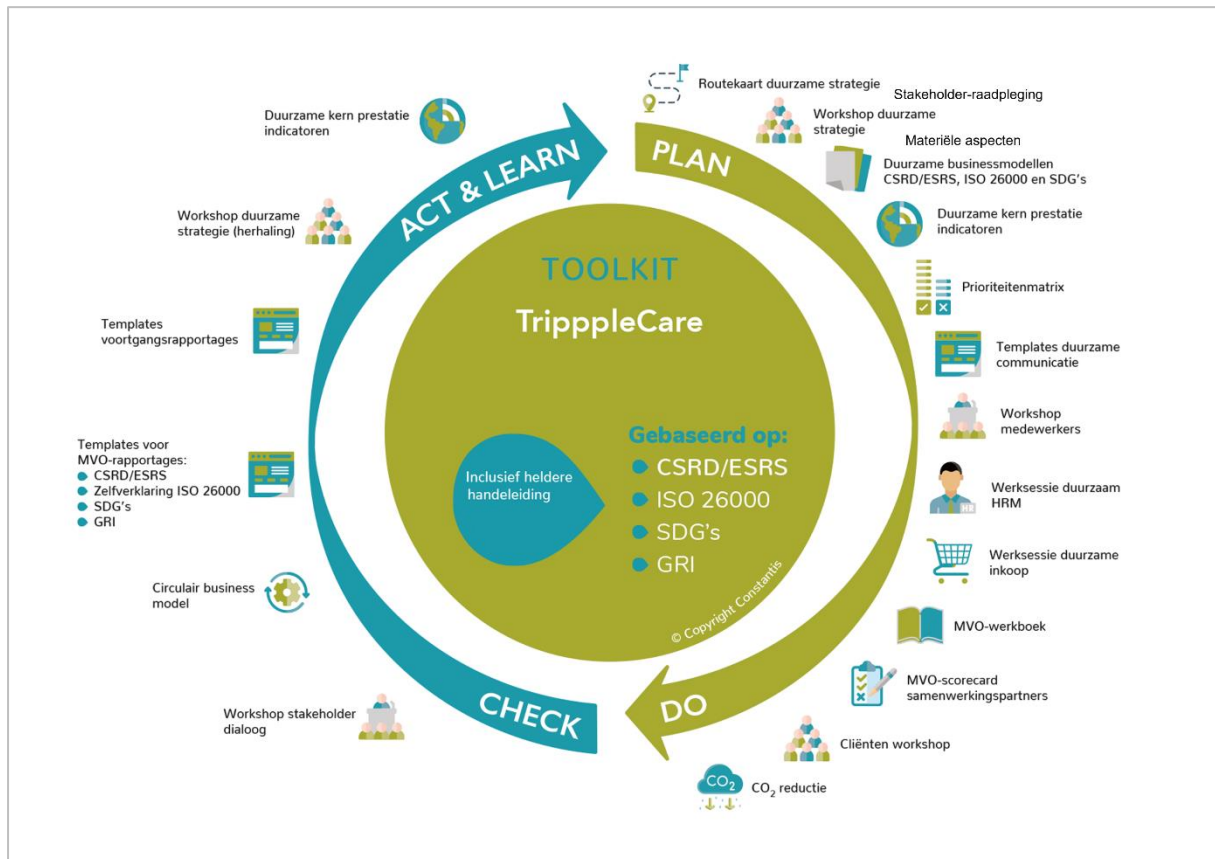 Routekaart duurzame strategie
Stakeholder-raadpleging
Workshop duurzame
strategie
Materiële aspecten
Duurzame businessmodellen
CSRD/ESRS, ISO 26000 en SDG's
Duurzame kern prestatie
indicatoren
Prioriteitenmatrix
Templates duurzame
communicatie
Workshop
medewerkers
HR
Werksessie duurzaam
HRM
Werksessie duurzame
inkoop
MVO-werkboek
MVO-scorecard
samenwerkingspartners
Cliënten workshop
CO2
CO2 reductie
Workshop stakeholder
dialoog
Circulair business
model
Templates voor
MVO-rapportages:
CSRD/ESRS
Zelfverklaring ISO 26000
SDG's
GRI
Templates
voortgangsrapportages
Workshop duurzame
strategie (herhaling)
Duurzame kern prestatie
indicatoren
PLAN
DO
CHECK
ACT & LEARN
TOOLKIT
TripppleCare
Inclusief heldere
handeleiding
Gebaseerd op:
CSRD/ESRS
ISO 26000
SDG's
GRI
© Copyright Constantis